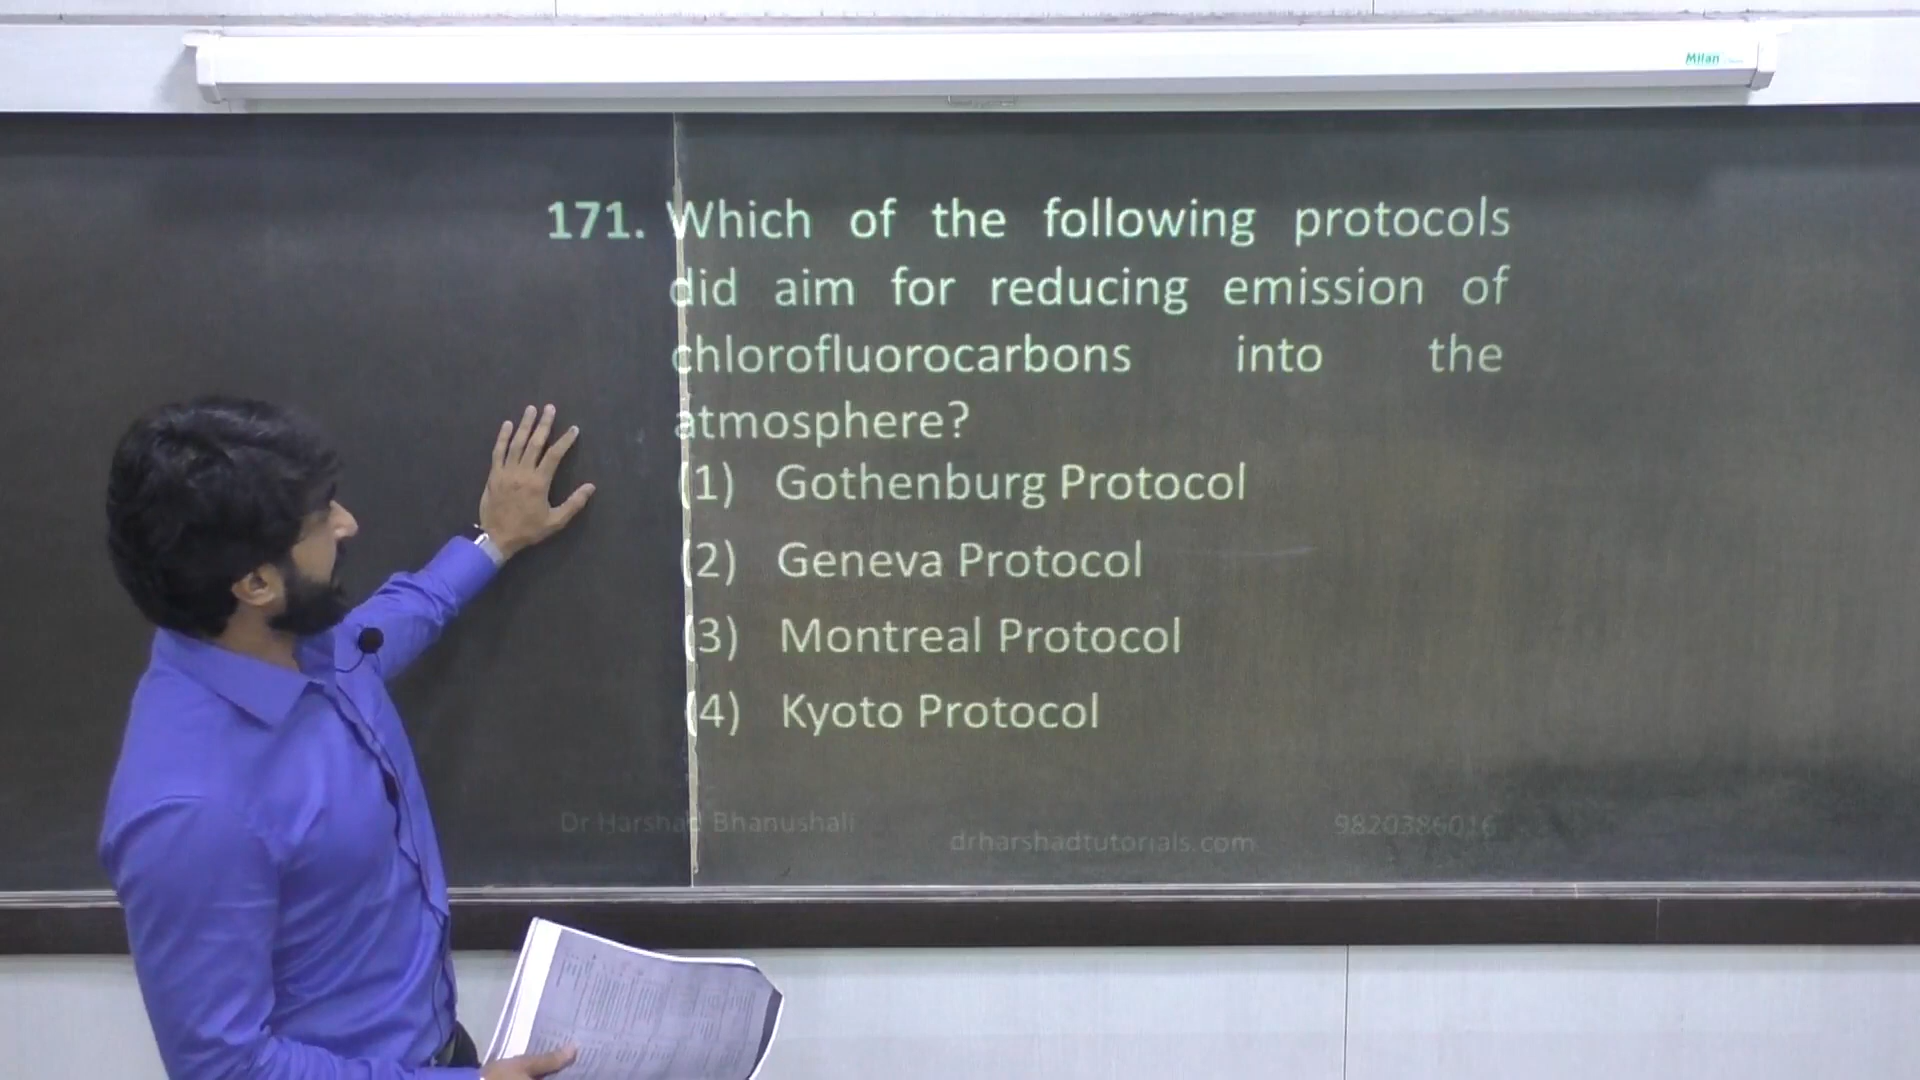 Milan
171. Which of the following protocols
did aim for reducing emission of
chlorofluorocarbons into the
atmosphere?
(1) Gothenburg Protocol
(2) Geneva Protocol
(3) Montreal Protocol
(4) Kyoto Protocol
Dr Harshad Bhanushali
drharshadtutorials.com
9820386016